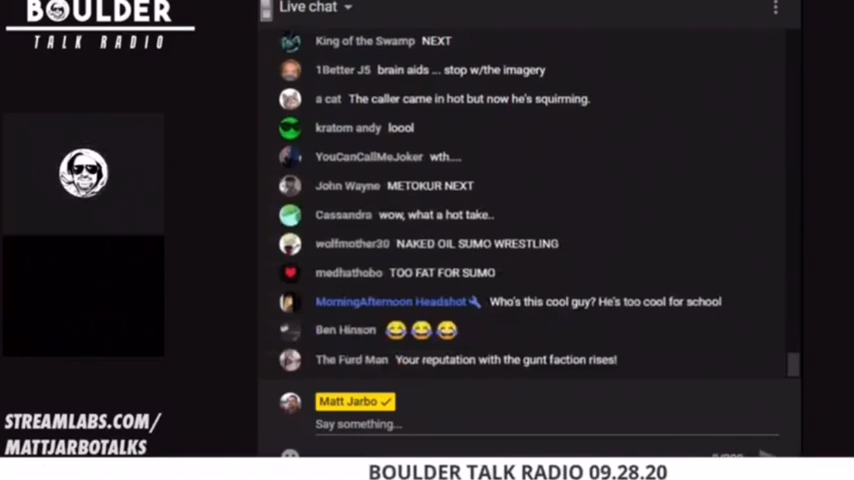 BOULDER
TALK RADIO
Live chat
King of the Swamp NEXT
1Better J5 brain aids ... stop w/the imagery
a cat The caller came in hot but now he's squirming.
kratom andy loool
YouCanCallMeJoker wth....
John Wayne METOKUR NEXT
Cassandra wow, what a hot take..
wolfmother30 NAKED OIL SUMO WRESTLING
medhathobo TOO FAT FOR SUMO
MorningAfternoon Headshot Who's this cool guy? He's too cool for school
Ben Hinson 😂😂😂
The Furd Man Your reputation with the gunt faction rises!
Matt Jarbo
Say something...
STREAMLABS.COM/
MATTJARBOTALKS
BOULDER TALK RADIO 09.28.20